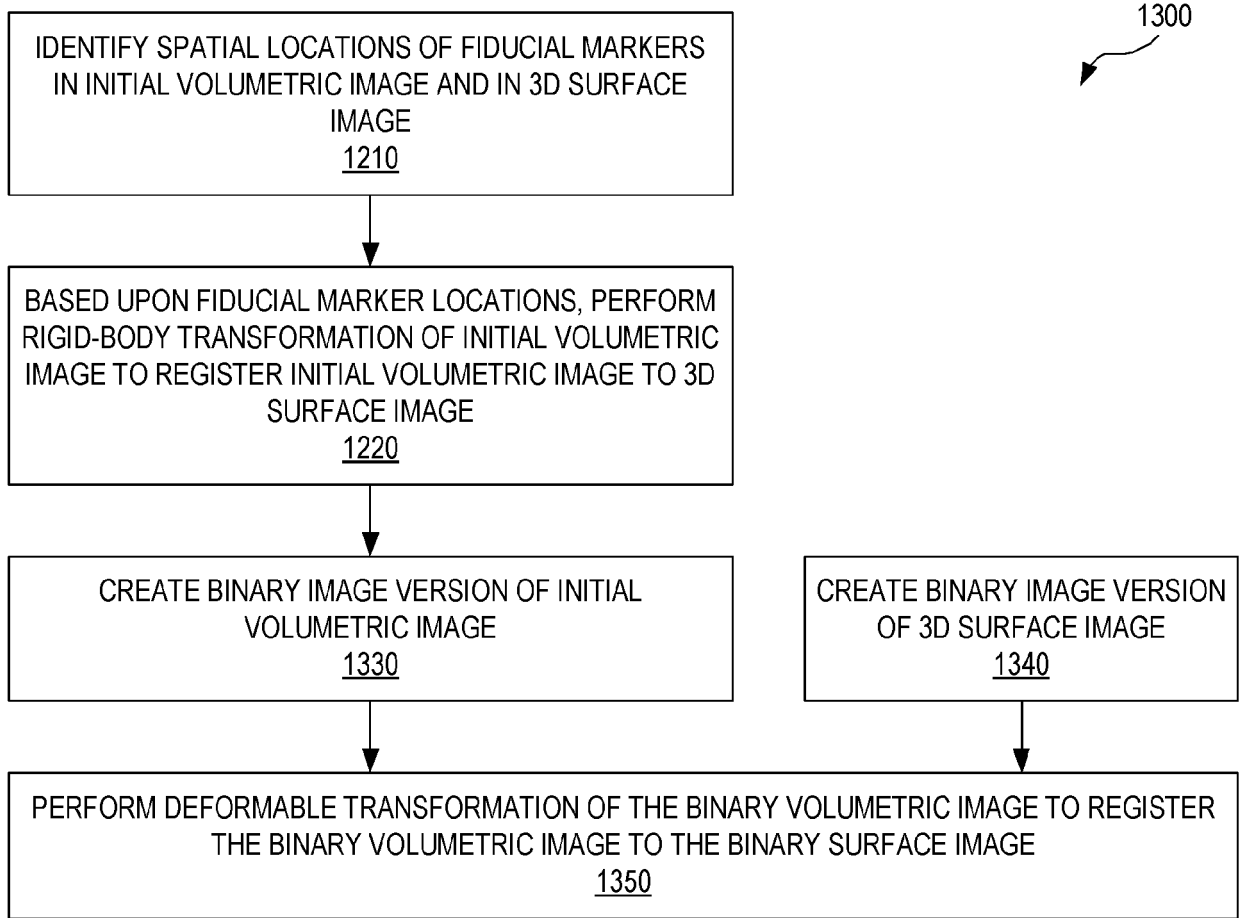 1300
IDENTIFY SPATIAL LOCATIONS OF FIDUCIAL MARKERS
IN INITIAL VOLUMETRIC IMAGE AND IN 3D SURFACE
IMAGE
1210
BASED UPON FIDUCIAL MARKER LOCATIONS, PERFORM
RIGID-BODY TRANSFORMATION OF INITIAL VOLUMETRIC
IMAGE TO REGISTER INITIAL VOLUMETRIC IMAGE TO 3D
SURFACE IMAGE
1220
CREATE BINARY IMAGE VERSION OF INITIAL
VOLUMETRIC IMAGE
1330
CREATE BINARY IMAGE VERSION
OF 3D SURFACE IMAGE
1340
PERFORM DEFORMABLE TRANSFORMATION OF THE BINARY VOLUMETRIC IMAGE TO REGISTER
THE BINARY VOLUMETRIC IMAGE TO THE BINARY SURFACE IMAGE
1350